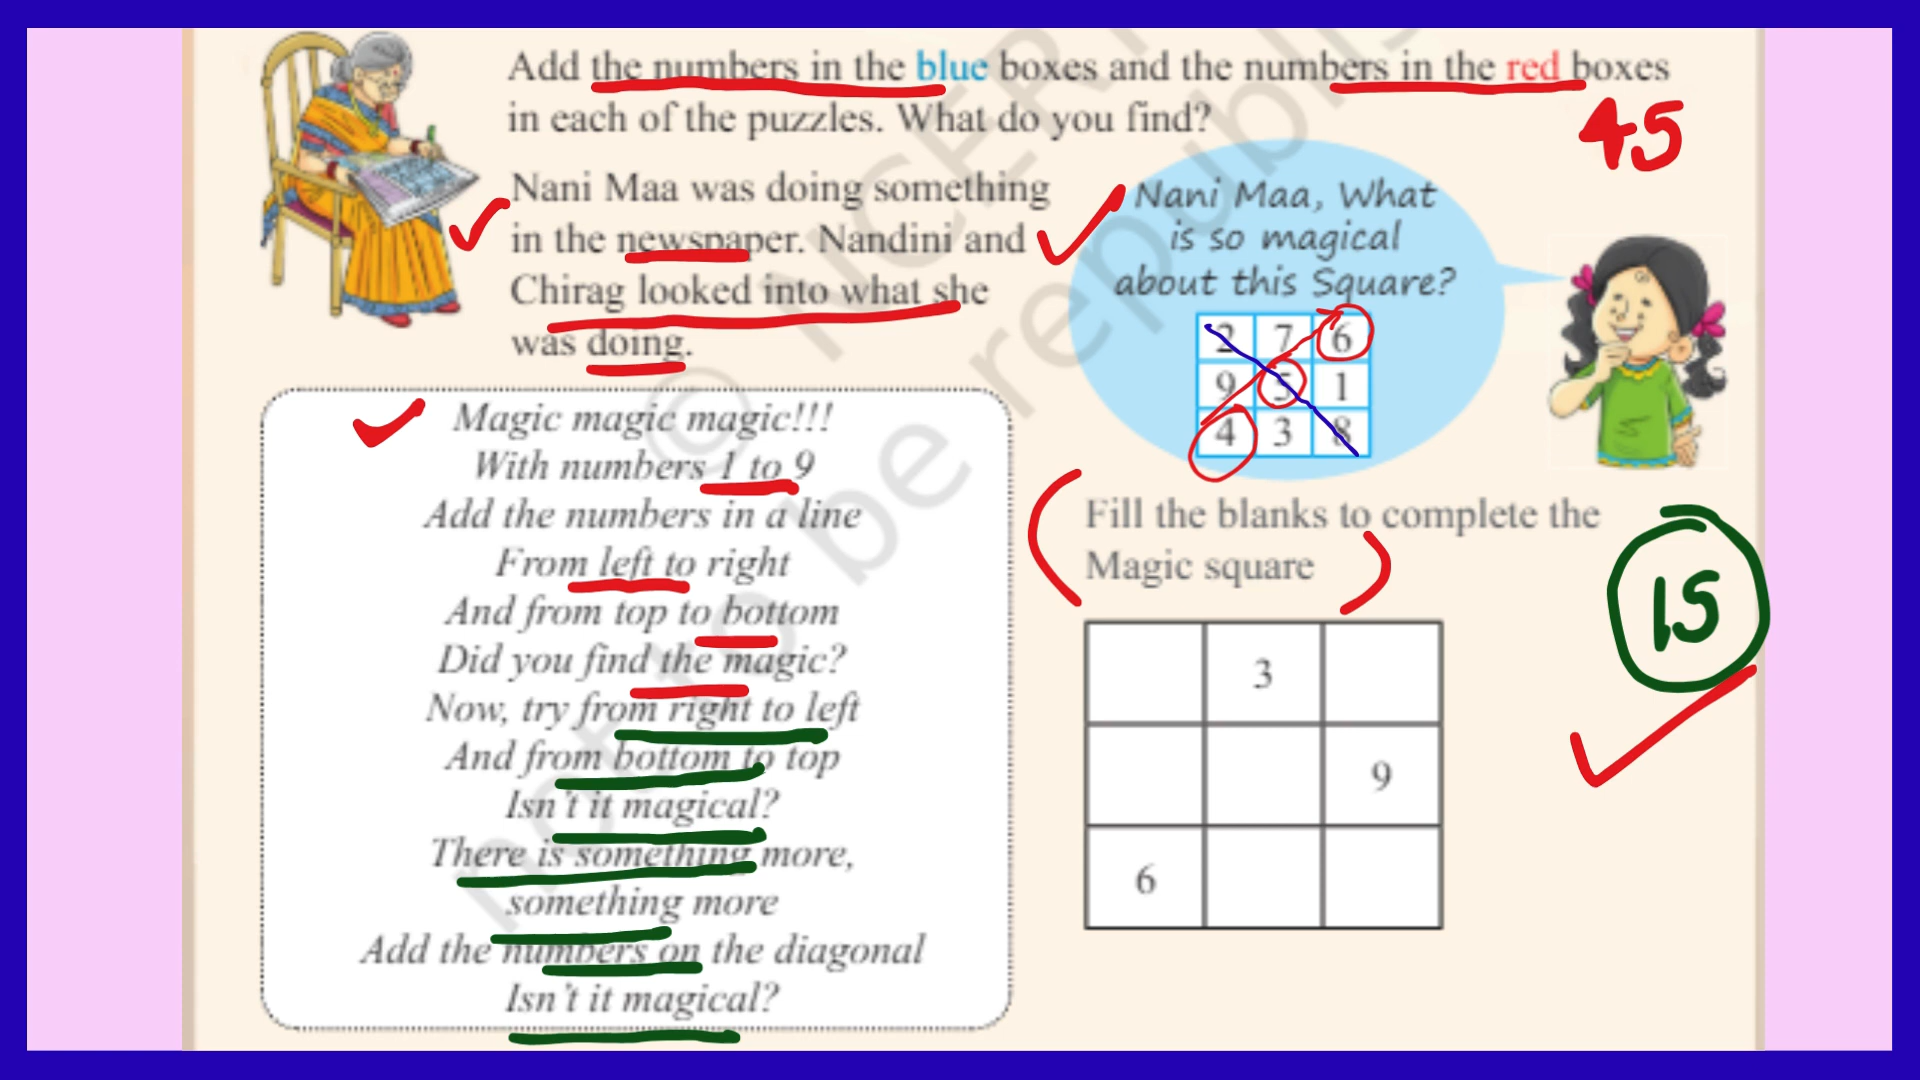 Add the numbers in the blue boxes and the numbers in the red boxes
in each of the puzzles. What do you find?
45
Nani Maa was doing something
in the newspaper. Nandini and
Chirag looked into what she
was doing.
Nani Maa, What
is so magical
about this Square?
2 7 6
9 5 1
4 3 8
Magic magic magic!!!
With numbers 1 to 9
Add the numbers in a line
From left to right
And from top to bottom
Did you find the magic?
Now, try from right to left
And from bottom to top
Isn't it magical?
There is something more,
something more
Add the numbers on the diagonal
Isn't it magical?
Fill the blanks to complete the
Magic square
15
3
9
6
© NCERT
not to be republis